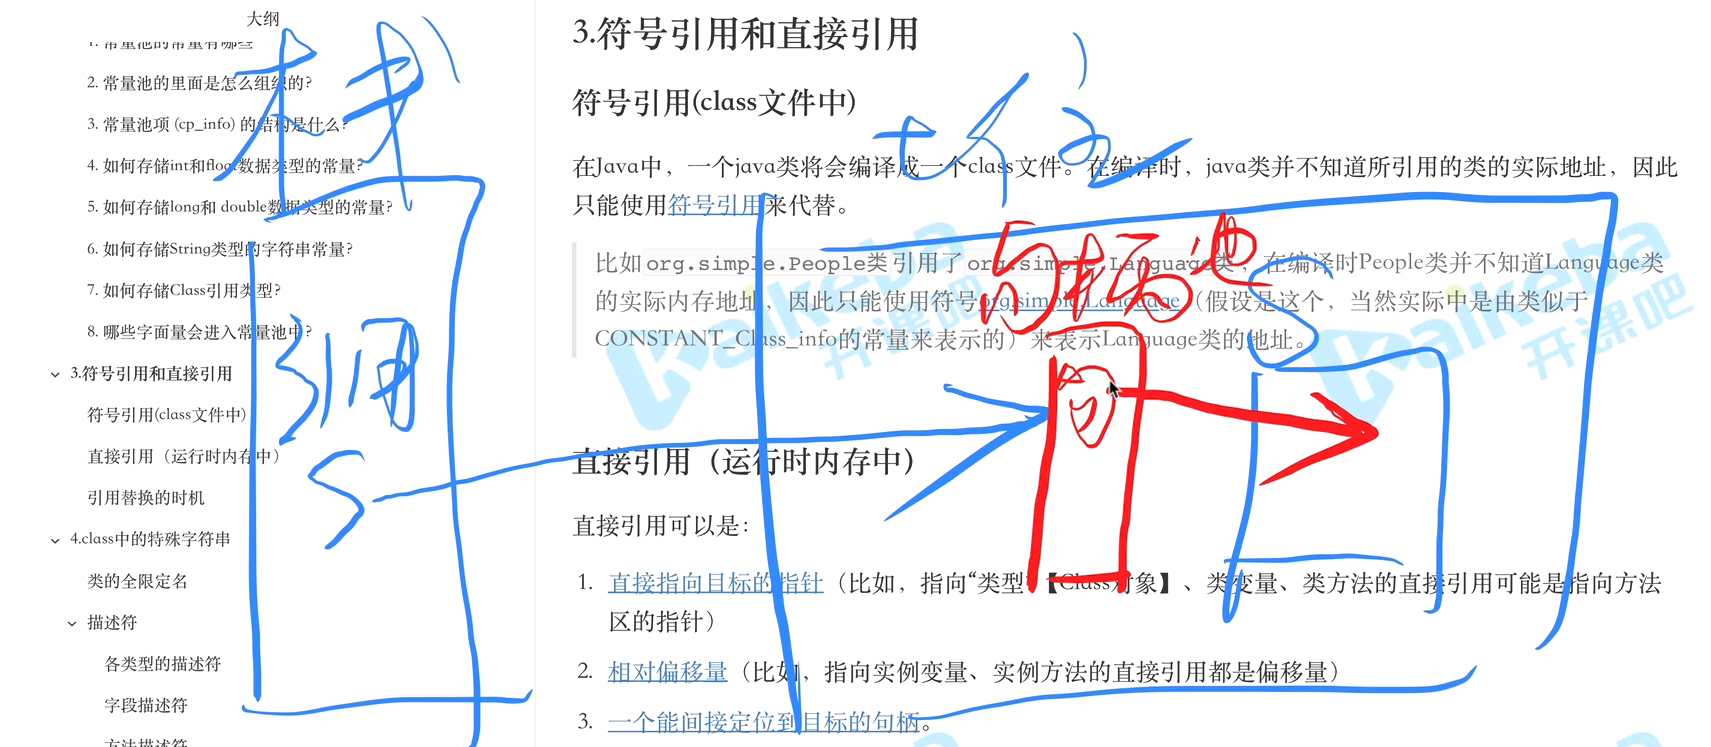 大纲
1. 常量池的常量有哪些
2. 常量池的里面是怎么组织的?
3. 常量池项 (cp_info) 的结构是什么?
4. 如何存储int和float数据类型的常量?
5. 如何存储long和 double数据类型的常量?
6. 如何存储String类型的字符串常量?
7. 如何存储Class引用类型?
8. 哪些字面量会进入常量池中?
3.符号引用和直接引用
符号引用(class文件中)
直接引用（运行时内存中）
引用替换的时机
4.class中的特殊字符串
类的全限定名
描述符
各类型的描述符
字段描述符
方法描述符
栈
引用
S
3.符号引用和直接引用
符号引用(class文件中)
在Java中，一个java类将会编译成一个class文件。在编译时，java类并不知道所引用的类的实际地址，因此
只能使用符号引用来代替。
比如org.simple.People类引用了org.simple.Language类，在编译时People类并不知道Language类
的实际内存地址，因此只能使用符号org.simple.Language（假设是这个，当然实际中是由类似于
CONSTANT_Class_info的常量来表示的）来表示Language类的地址。
直接引用（运行时内存中）
直接引用可以是：
1. 直接指向目标的指针（比如，指向“类型”【Class对象】、类变量、类方法的直接引用可能是指向方法
区的指针）
2. 相对偏移量（比如，指向实例变量、实例方法的直接引用都是偏移量）
3. 一个能间接定位到目标的句柄。
句柄池
S
Kaikeba
开课吧
Kaikeba
开课吧